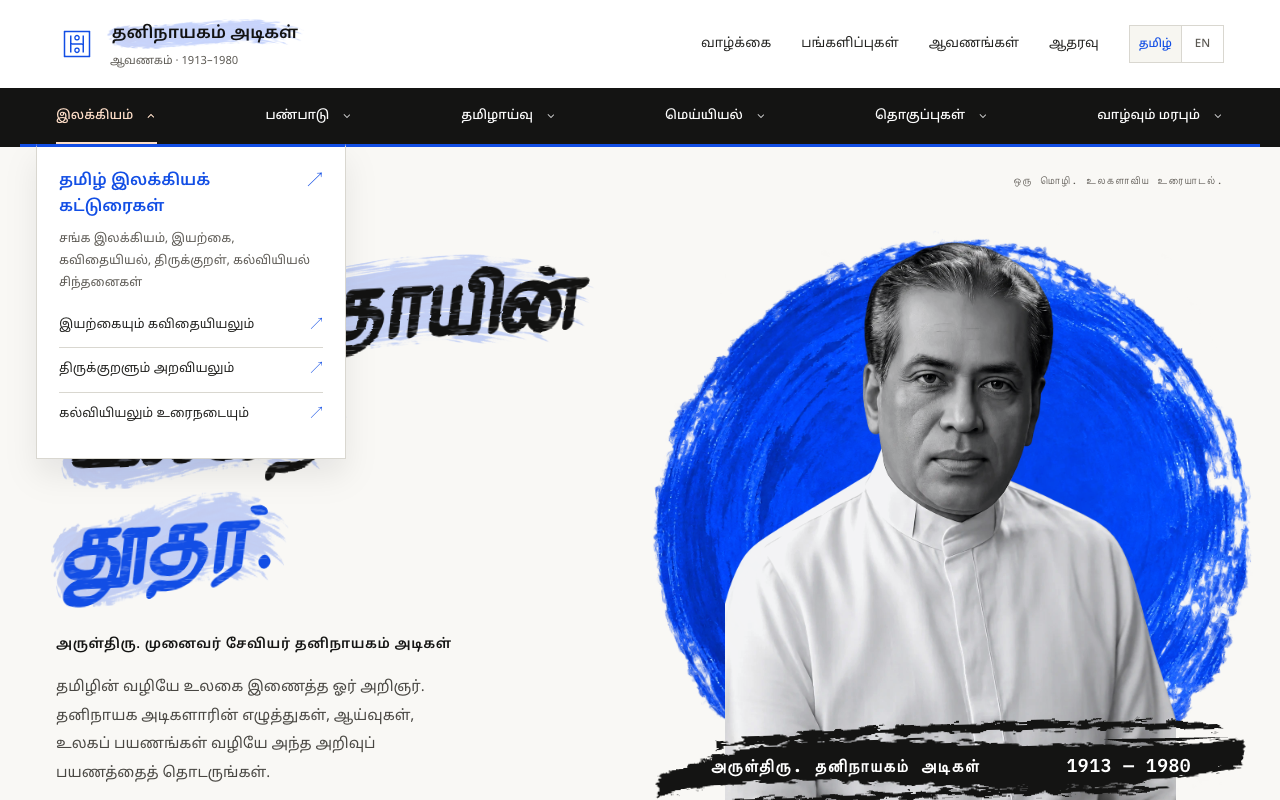 தனிநாயகம் அடிகள்
ஆவணகம் · 1913–1980
வாழ்க்கை
பங்களிப்புகள்
ஆவணங்கள்
ஆதரவு
தமிழ்
EN
இலக்கியம்
பண்பாடு
தமிழாய்வு
மெய்யியல்
தொகுப்புகள்
வாழ்வும் மரபும்
தமிழ் இலக்கியக்
கட்டுரைகள்
சங்க இலக்கியம், இயற்கை,
கவிதையியல், திருக்குறள், கல்வியியல்
சிந்தனைகள்
இயற்கையும் கவிதையியலும்
திருக்குறளும் அறவியலும்
கல்வியியலும் உரைநடையும்
ஒரு மொழி. உலகளாவிய உரையாடல்.
தாயின்
தூதர்.
அருள்திரு. முனைவர் சேவியர் தனிநாயகம் அடிகள்
தமிழின் வழியே உலகை இணைத்த ஓர் அறிஞர்.
தனிநாயக அடிகளாரின் எழுத்துகள், ஆய்வுகள்,
உலகப் பயணங்கள் வழியே அந்த அறிவுப்
பயணத்தைத் தொடருங்கள்.
அருள்திரு. தனிநாயகம் அடிகள்
1913 — 1980